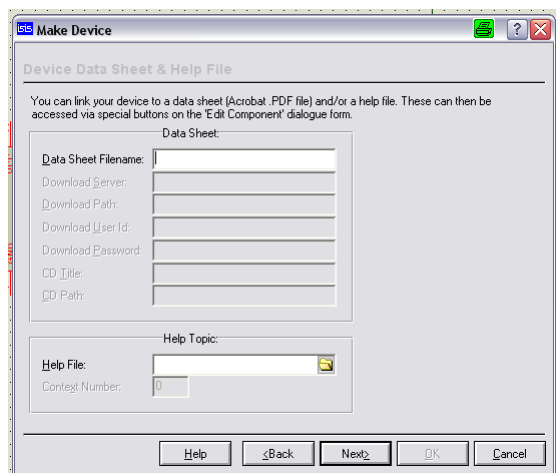 ISIS Make Device
Device Data Sheet & Help File
You can link your device to a data sheet (Acrobat .PDF file) and/or a help file. These can then be
accessed via special buttons on the 'Edit Component' dialogue form.
Data Sheet:
Data Sheet Filename:
Download Server:
Download Path:
Download User Id:
Download Password:
CD Title:
CD Path:
Help Topic:
Help File:
Context Number: 0
Help <Back Next> OK Cancel